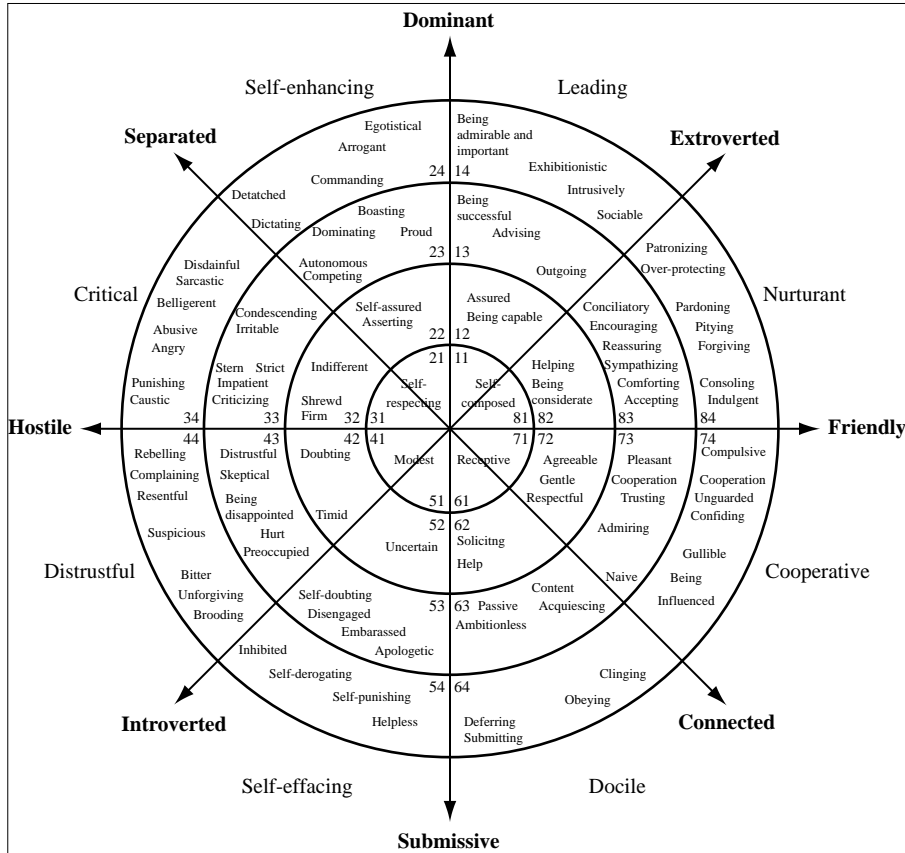 Dominant
Self-enhancing
Leading
Separated
Extroverted
Egotistical
Arrogant
Commanding
24
14
Being
admirable and
important
Exhibitionistic
Intrusively
Sociable
Detatched
Dictating
Boasting
Dominating
Proud
23
13
Being
successful
Advising
Patronizing
Over-protecting
Disdainful
Sarcastic
Belligerent
Critical
Abusive
Angry
Punishing
Caustic
34
Autonomous
Competing
Condescending
Irritable
Stern Strict
Impatient
Criticizing
33
Self-assured
Asserting
22
12
Assured
Being capable
Outgoing
Conciliatory
Encouraging
Reassuring
Sympathizing
Comforting
Accepting
83
Pardoning
Pitying
Forgiving
Nurturant
Consoling
Indulgent
84
Indifferent
Shrewd
Firm
32
21
11
Self-
respecting
31
Self-
composed
81
Helping
Being
considerate
82
Hostile
Friendly
44
Rebelling
Complaining
Resentful
Suspicious
Distrustful
Bitter
Unforgiving
Brooding
43
Distrustful
Skeptical
Being
disappointed
Hurt
Preoccupied
42
Doubting
Timid
41
Modest
51
71
Receptive
61
72
Agreeable
Gentle
Respectful
73
Pleasant
Cooperation
Trusting
Admiring
Naive
74
Compulsive
Cooperation
Unguarded
Confiding
Gullible
Being
Influenced
Cooperative
52
Uncertain
62
Solicitng
Help
Self-doubting
Disengaged
Embarassed
Apologetic
53
63
Passive
Ambitionless
Content
Acquiescing
Inhibited
Self-derogating
Self-punishing
Helpless
54
64
Clinging
Obeying
Deferring
Submitting
Introverted
Connected
Self-effacing
Docile
Submissive